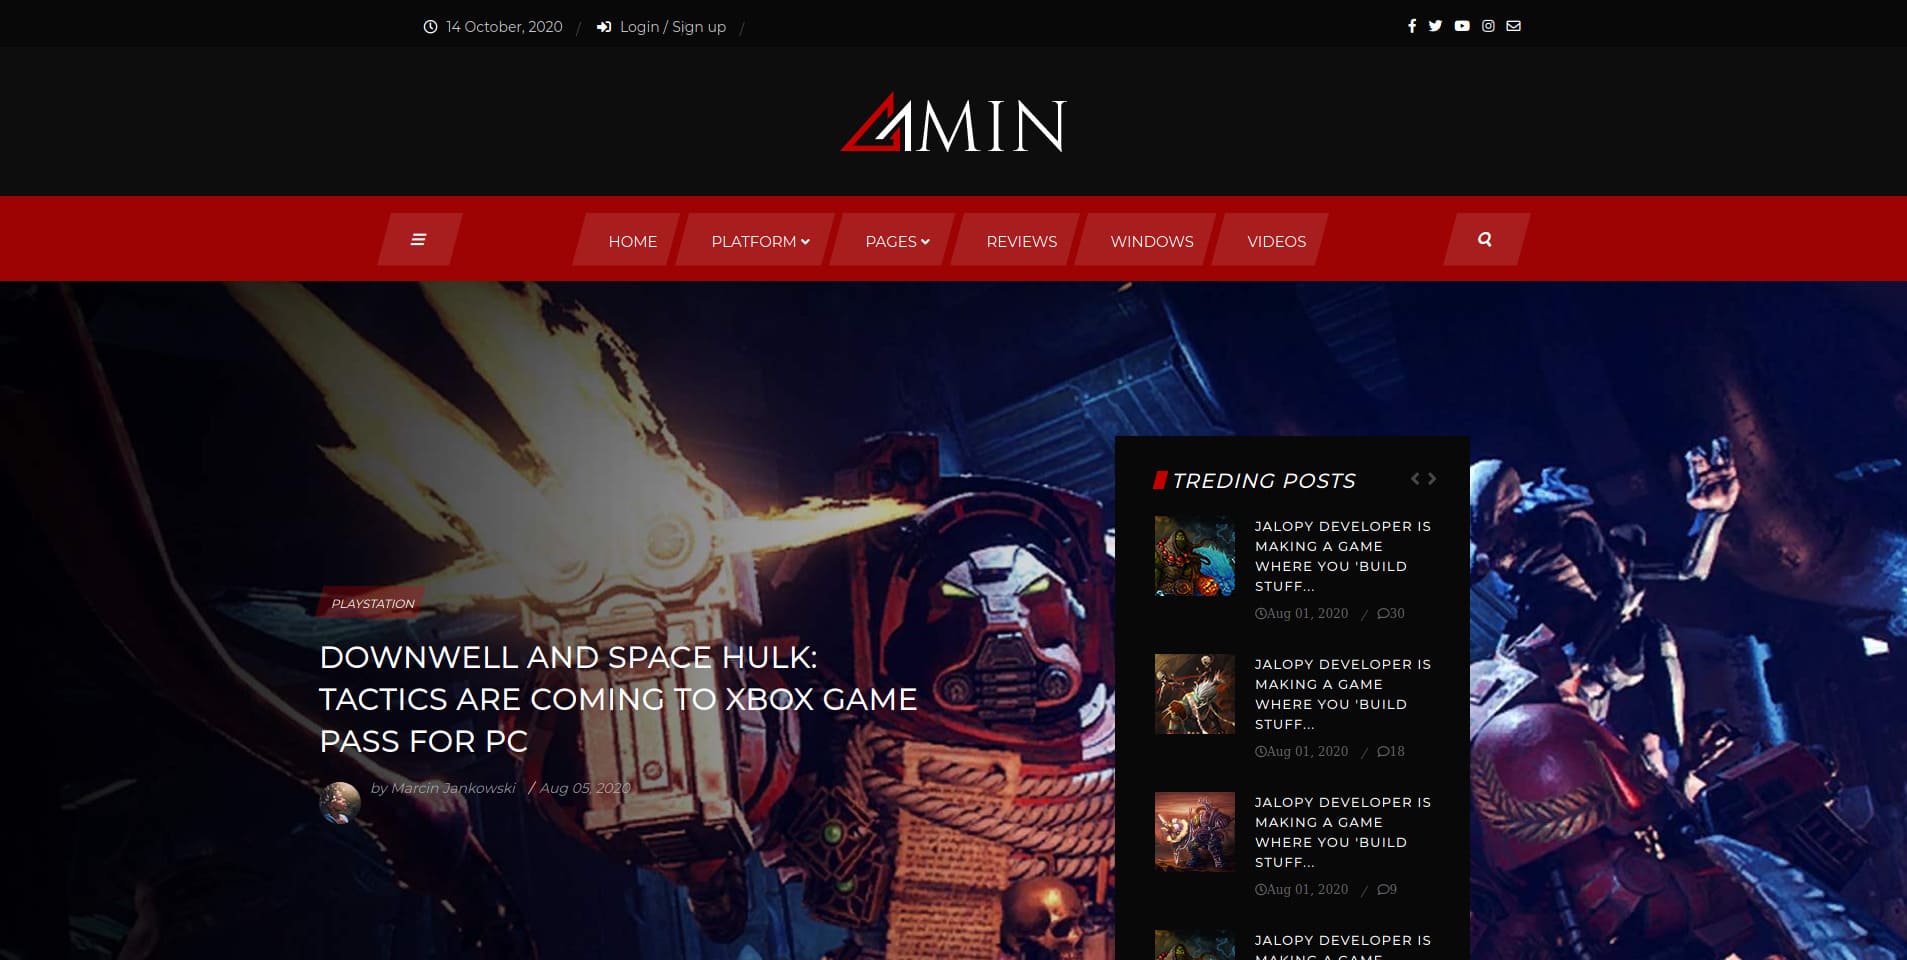 14 October, 2020 / Login / Sign up /
GAMIN
HOME PLATFORM PAGES REVIEWS WINDOWS VIDEOS
PLAYSTATION
DOWNWELL AND SPACE HULK:
TACTICS ARE COMING TO XBOX GAME
PASS FOR PC
by Marcin Jankowski / Aug 05, 2020
TREDING POSTS
JALOPY DEVELOPER IS
MAKING A GAME
WHERE YOU 'BUILD
STUFF...
Aug 01, 2020 / 30
JALOPY DEVELOPER IS
MAKING A GAME
WHERE YOU 'BUILD
STUFF...
Aug 01, 2020 / 18
JALOPY DEVELOPER IS
MAKING A GAME
WHERE YOU 'BUILD
STUFF...
Aug 01, 2020 / 9
JALOPY DEVELOPER IS
MAKING A GAME